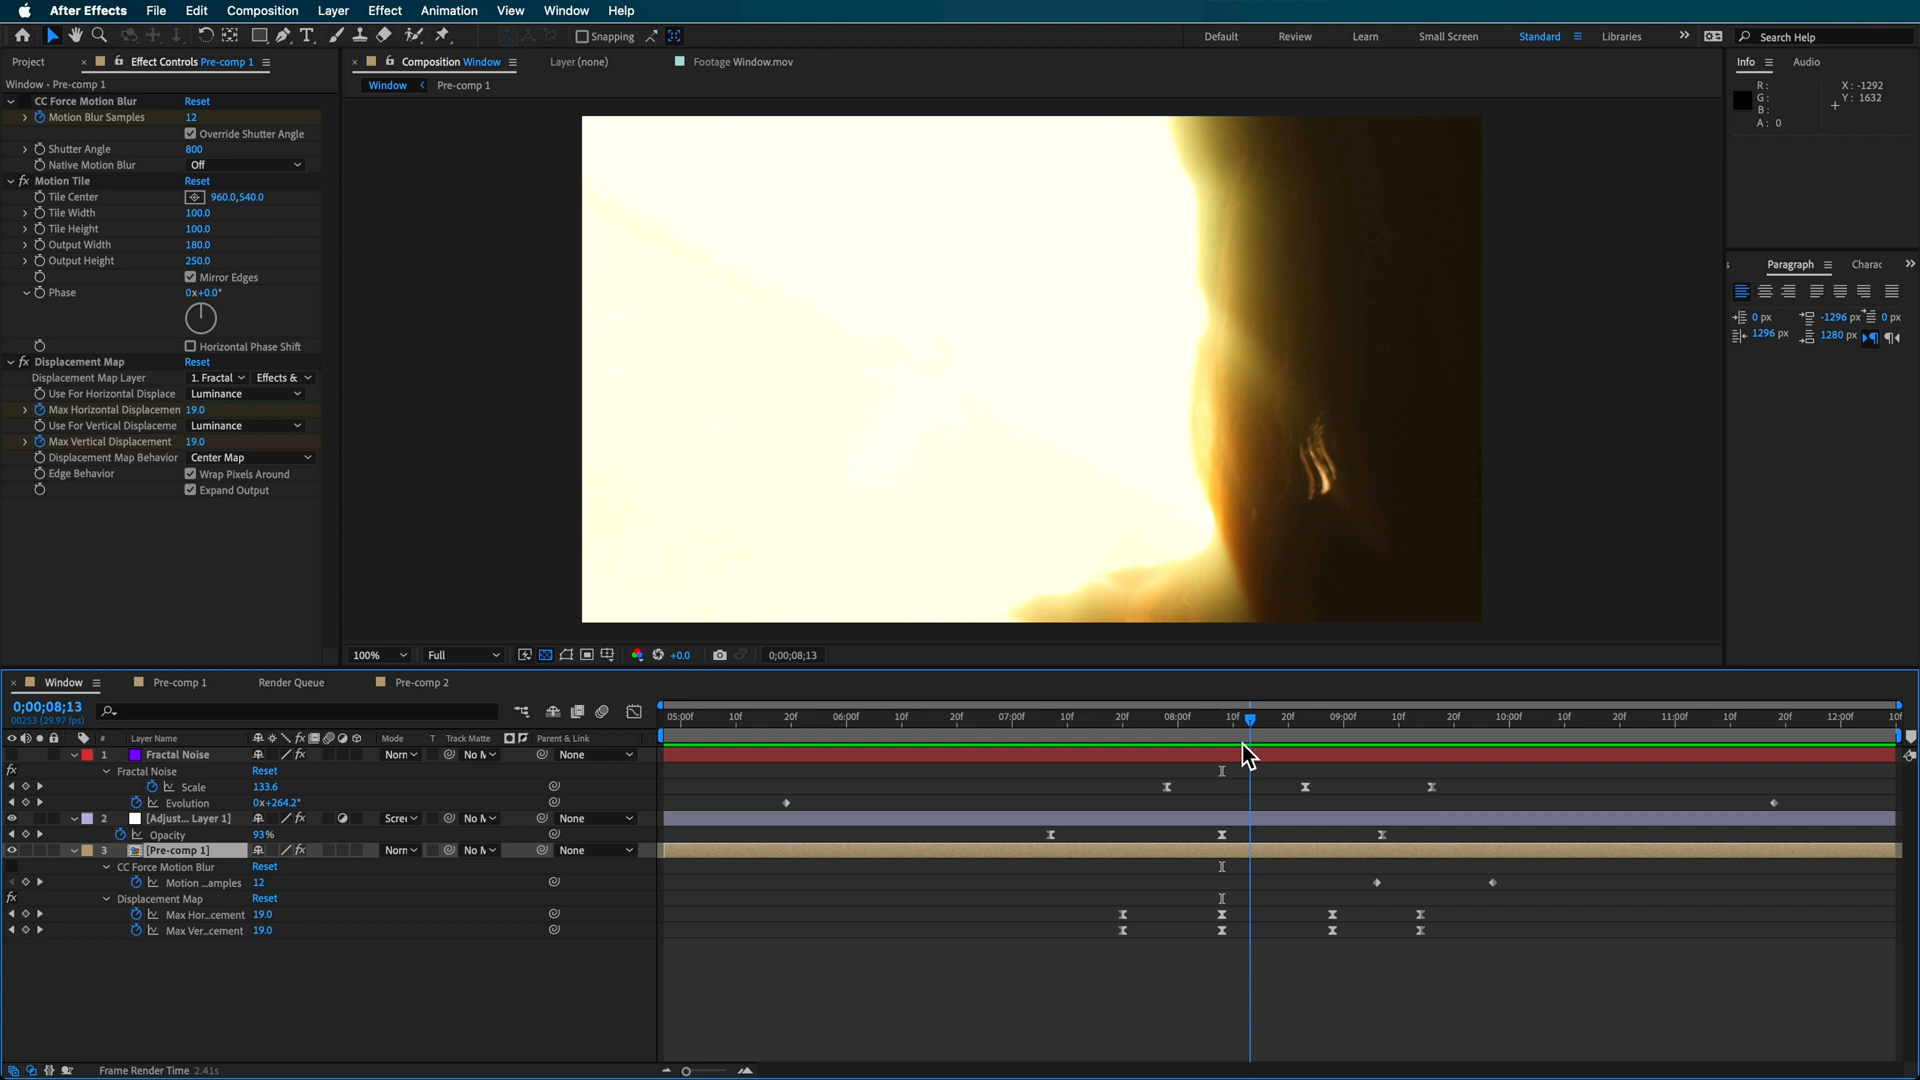 After Effects File Edit Composition Layer Effect Animation View Window Help
Snapping Default Review Learn Small Screen Standard Libraries Search Help
Project Effect Controls Pre-comp 1
Window • Pre-comp 1
CC Force Motion Blur Reset
Motion Blur Samples 12
Override Shutter Angle
Shutter Angle 800
Native Motion Blur Off
fx Motion Tile Reset
Tile Center 960.0,540.0
Tile Width 100.0
Tile Height 100.0
Output Width 180.0
Output Height 250.0
Mirror Edges
Phase 0x+0.0°
Horizontal Phase Shift
fx Displacement Map Reset
Displacement Map Layer 1. Fractal Effects &
Use For Horizontal Displace Luminance
Max Horizontal Displacemen 19.0
Use For Vertical Displaceme Luminance
Max Vertical Displacement 19.0
Displacement Map Behavior Center Map
Edge Behavior Wrap Pixels Around
Expand Output
Composition Window Layer (none) Footage Window.mov
Window Pre-comp 1
100% Full +0.0 0;00;08;13
Info Audio
R: X: -1292
G: Y: 1632
B:
A: 0
s Paragraph Charac
0 px -1296 px 0 px
1296 px 1280 px
Window Pre-comp 1 Render Queue Pre-comp 2
0;00;08;13
00253 (29.97 fps)
05:00f 10f 20f 06:00f 10f 20f 07:00f 10f 20f 08:00f 10f 20f 09:00f 10f 20f 10:00f 10f 20f 11:00f 10f 20f 12:00f 10f
# Layer Name fx Mode T Track Matte Parent & Link
1 Fractal Noise fx Norn No M None
fx Fractal Noise Reset
Scale 133.6
Evolution 0x+264.2°
2 [Adjust... Layer 1] fx Scree No M None
Opacity 93%
3 [Pre-comp 1] fx Norn No M None
CC Force Motion Blur Reset
Motion ...amples 12
fx Displacement Map Reset
Max Hor...cement 19.0
Max Ver...cement 19.0
Frame Render Time 2.41s